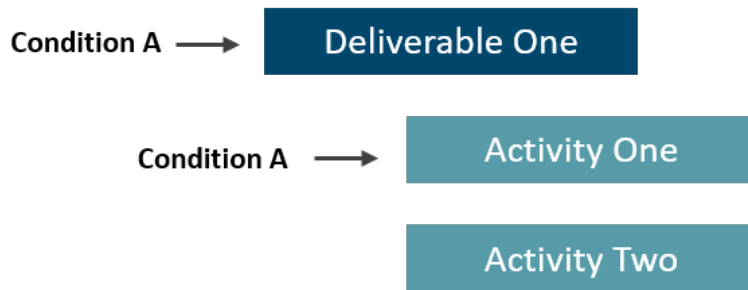 Condition A
Deliverable One
Condition A
Activity One
Activity Two